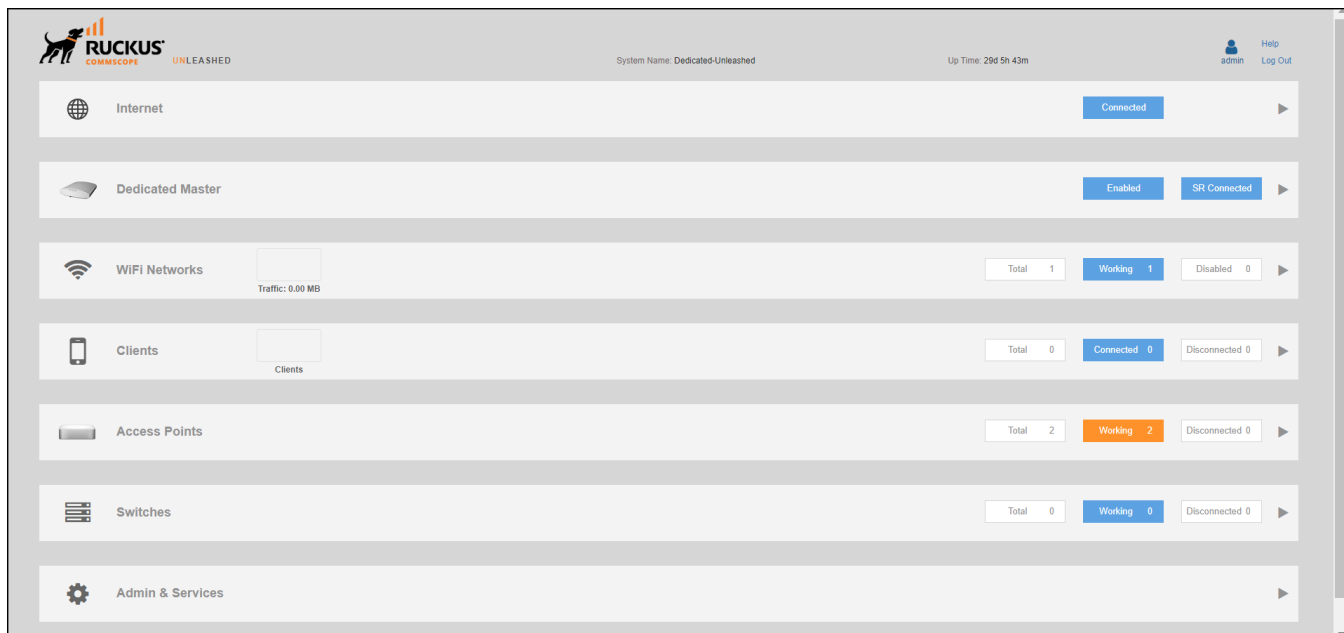 RUCKUS®
COMMSCOPE UNLEASHED
System Name: Dedicated-Unleashed
Up Time: 29d 5h 43m
admin
Help
Log Out
Internet Connected
Dedicated Master Enabled SR Connected
WiFi Networks Total 1 Working 1 Disabled 0
Traffic: 0.00 MB
Clients Total 0 Connected 0 Disconnected 0
Clients
Access Points Total 2 Working 2 Disconnected 0
Switches Total 0 Working 0 Disconnected 0
Admin & Services